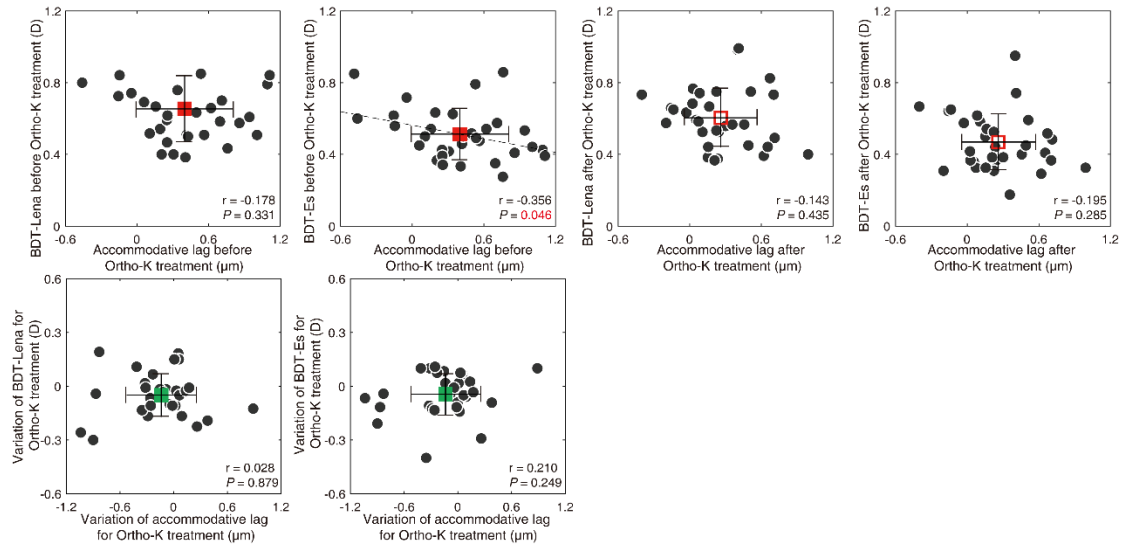 BDT-Lena before Ortho-K treatment (D)
1.2
0.8
0.4
0
r = -0.178
P = 0.331
-0.6 0 0.6 1.2
Accommodative lag before
Ortho-K treatment (μm)
BDT-Es before Ortho-K treatment (D)
1.2
0.8
0.4
0
r = -0.356
P = 0.046
-0.6 0 0.6 1.2
Accommodative lag before
Ortho-K treatment (μm)
BDT-Lena after Ortho-K treatment (D)
1.2
0.8
0.4
0
r = -0.143
P = 0.435
-0.6 0 0.6 1.2
Accommodative lag after
Ortho-K treatment (μm)
BDT-Es after Ortho-K treatment (D)
1.2
0.8
0.4
0
r = -0.195
P = 0.285
-0.6 0 0.6 1.2
Accommodative lag after
Ortho-K treatment (μm)
Variation of BDT-Lena for
Ortho-K treatment (D)
0.6
0.3
0
-0.3
-0.6
r = 0.028
P = 0.879
-1.2 -0.6 0 0.6 1.2
Variation of accommodative lag
for Ortho-K treatment (μm)
Variation of BDT-Es for
Ortho-K treatment (D)
0.6
0.3
0
-0.3
-0.6
r = 0.210
P = 0.249
-1.2 -0.6 0 0.6 1.2
Variation of accommodative lag
for Ortho-K treatment (μm)